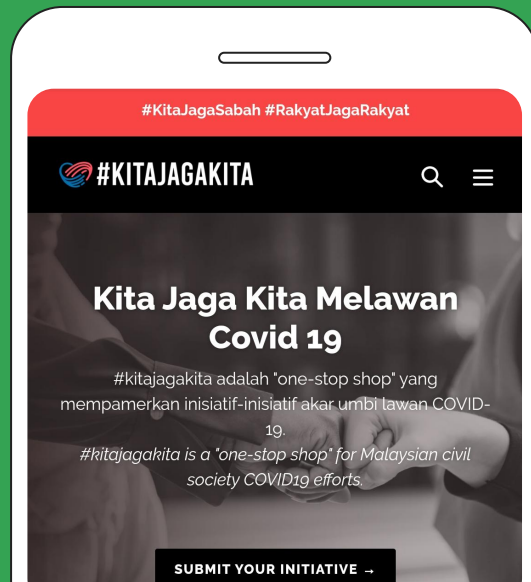 #KitaJagaSabah #RakyatJagaRakyat
#KITAJAGAKITA
Kita Jaga Kita Melawan
Covid 19
#kitajagakita adalah "one-stop shop" yang
mempamerkan inisiatif-inisiatif akar umbi lawan COVID-
19.
#kitajagakita is a "one-stop shop" for Malaysian civil
society COVID19 efforts.
SUBMIT YOUR INITIATIVE →